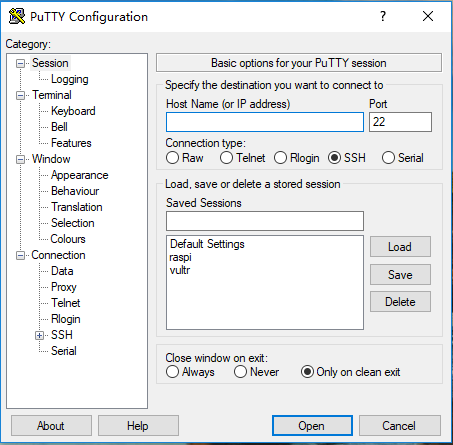 PuTTY Configuration
?
Category:
Session
Logging
Terminal
Keyboard
Bell
Features
Window
Appearance
Behaviour
Translation
Selection
Colours
Connection
Data
Proxy
Telnet
Rlogin
SSH
Serial
Basic options for your PuTTY session
Specify the destination you want to connect to
Host Name (or IP address) Port
22
Connection type:
Raw Telnet Rlogin SSH Serial
Load, save or delete a stored session
Saved Sessions
Default Settings
raspi
vultr
Load
Save
Delete
Close window on exit:
Always Never Only on clean exit
About Help Open Cancel